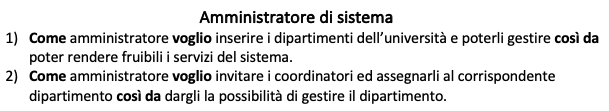 Amministratore di sistema
1) Come amministratore voglio inserire i dipartimenti dell’università e poterli gestire così da
poter rendere fruibili i servizi del sistema.
2) Come amministratore voglio invitare i coordinatori ed assegnarli al corrispondente
dipartimento così da dargli la possibilità di gestire il dipartimento.